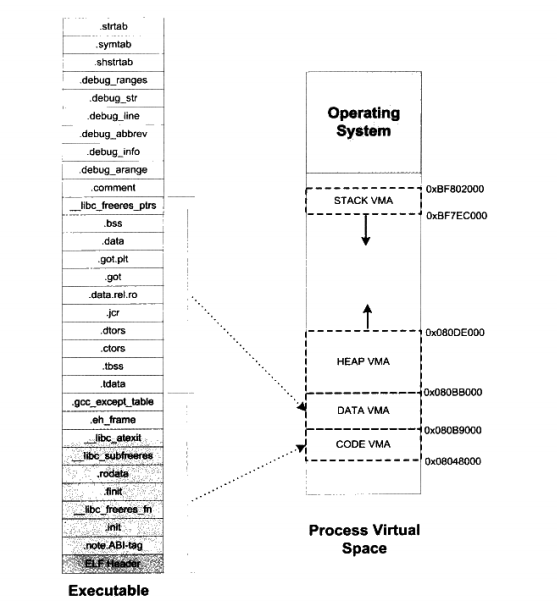 .strtab
.symtab
.shstrtab
.debug_ranges
.debug_str
.debug_line
.debug_abbrev
.debug_info
.debug_arange
.comment
__libc_freeres_ptrs
.bss
.data
.got.plt
.got
.data.rel.ro
.jcr
.dtors
.ctors
.tbss
.tdata
.gcc_except_table
.eh_frame
__libc_atexit
__libc_subfreeres
.rodata
.finit
__libc_freeres_fn
.init
.note.ABI-tag
ELF Header
Executable
Operating
System
0xBF802000
STACK VMA
0xBF7EC000
0x080DE000
HEAP VMA
0x080BB000
DATA VMA
0x080B9000
CODE VMA
0x08048000
Process Virtual
Space